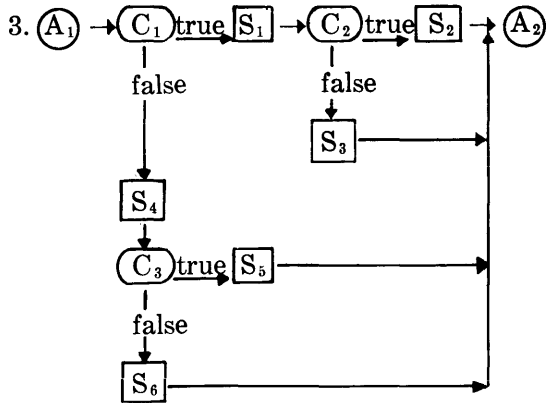 3. A₁ C₁ true S₁ C₂ true S₂ A₂
false false
S₃
S₄
C₃ true S₅
false
S₆